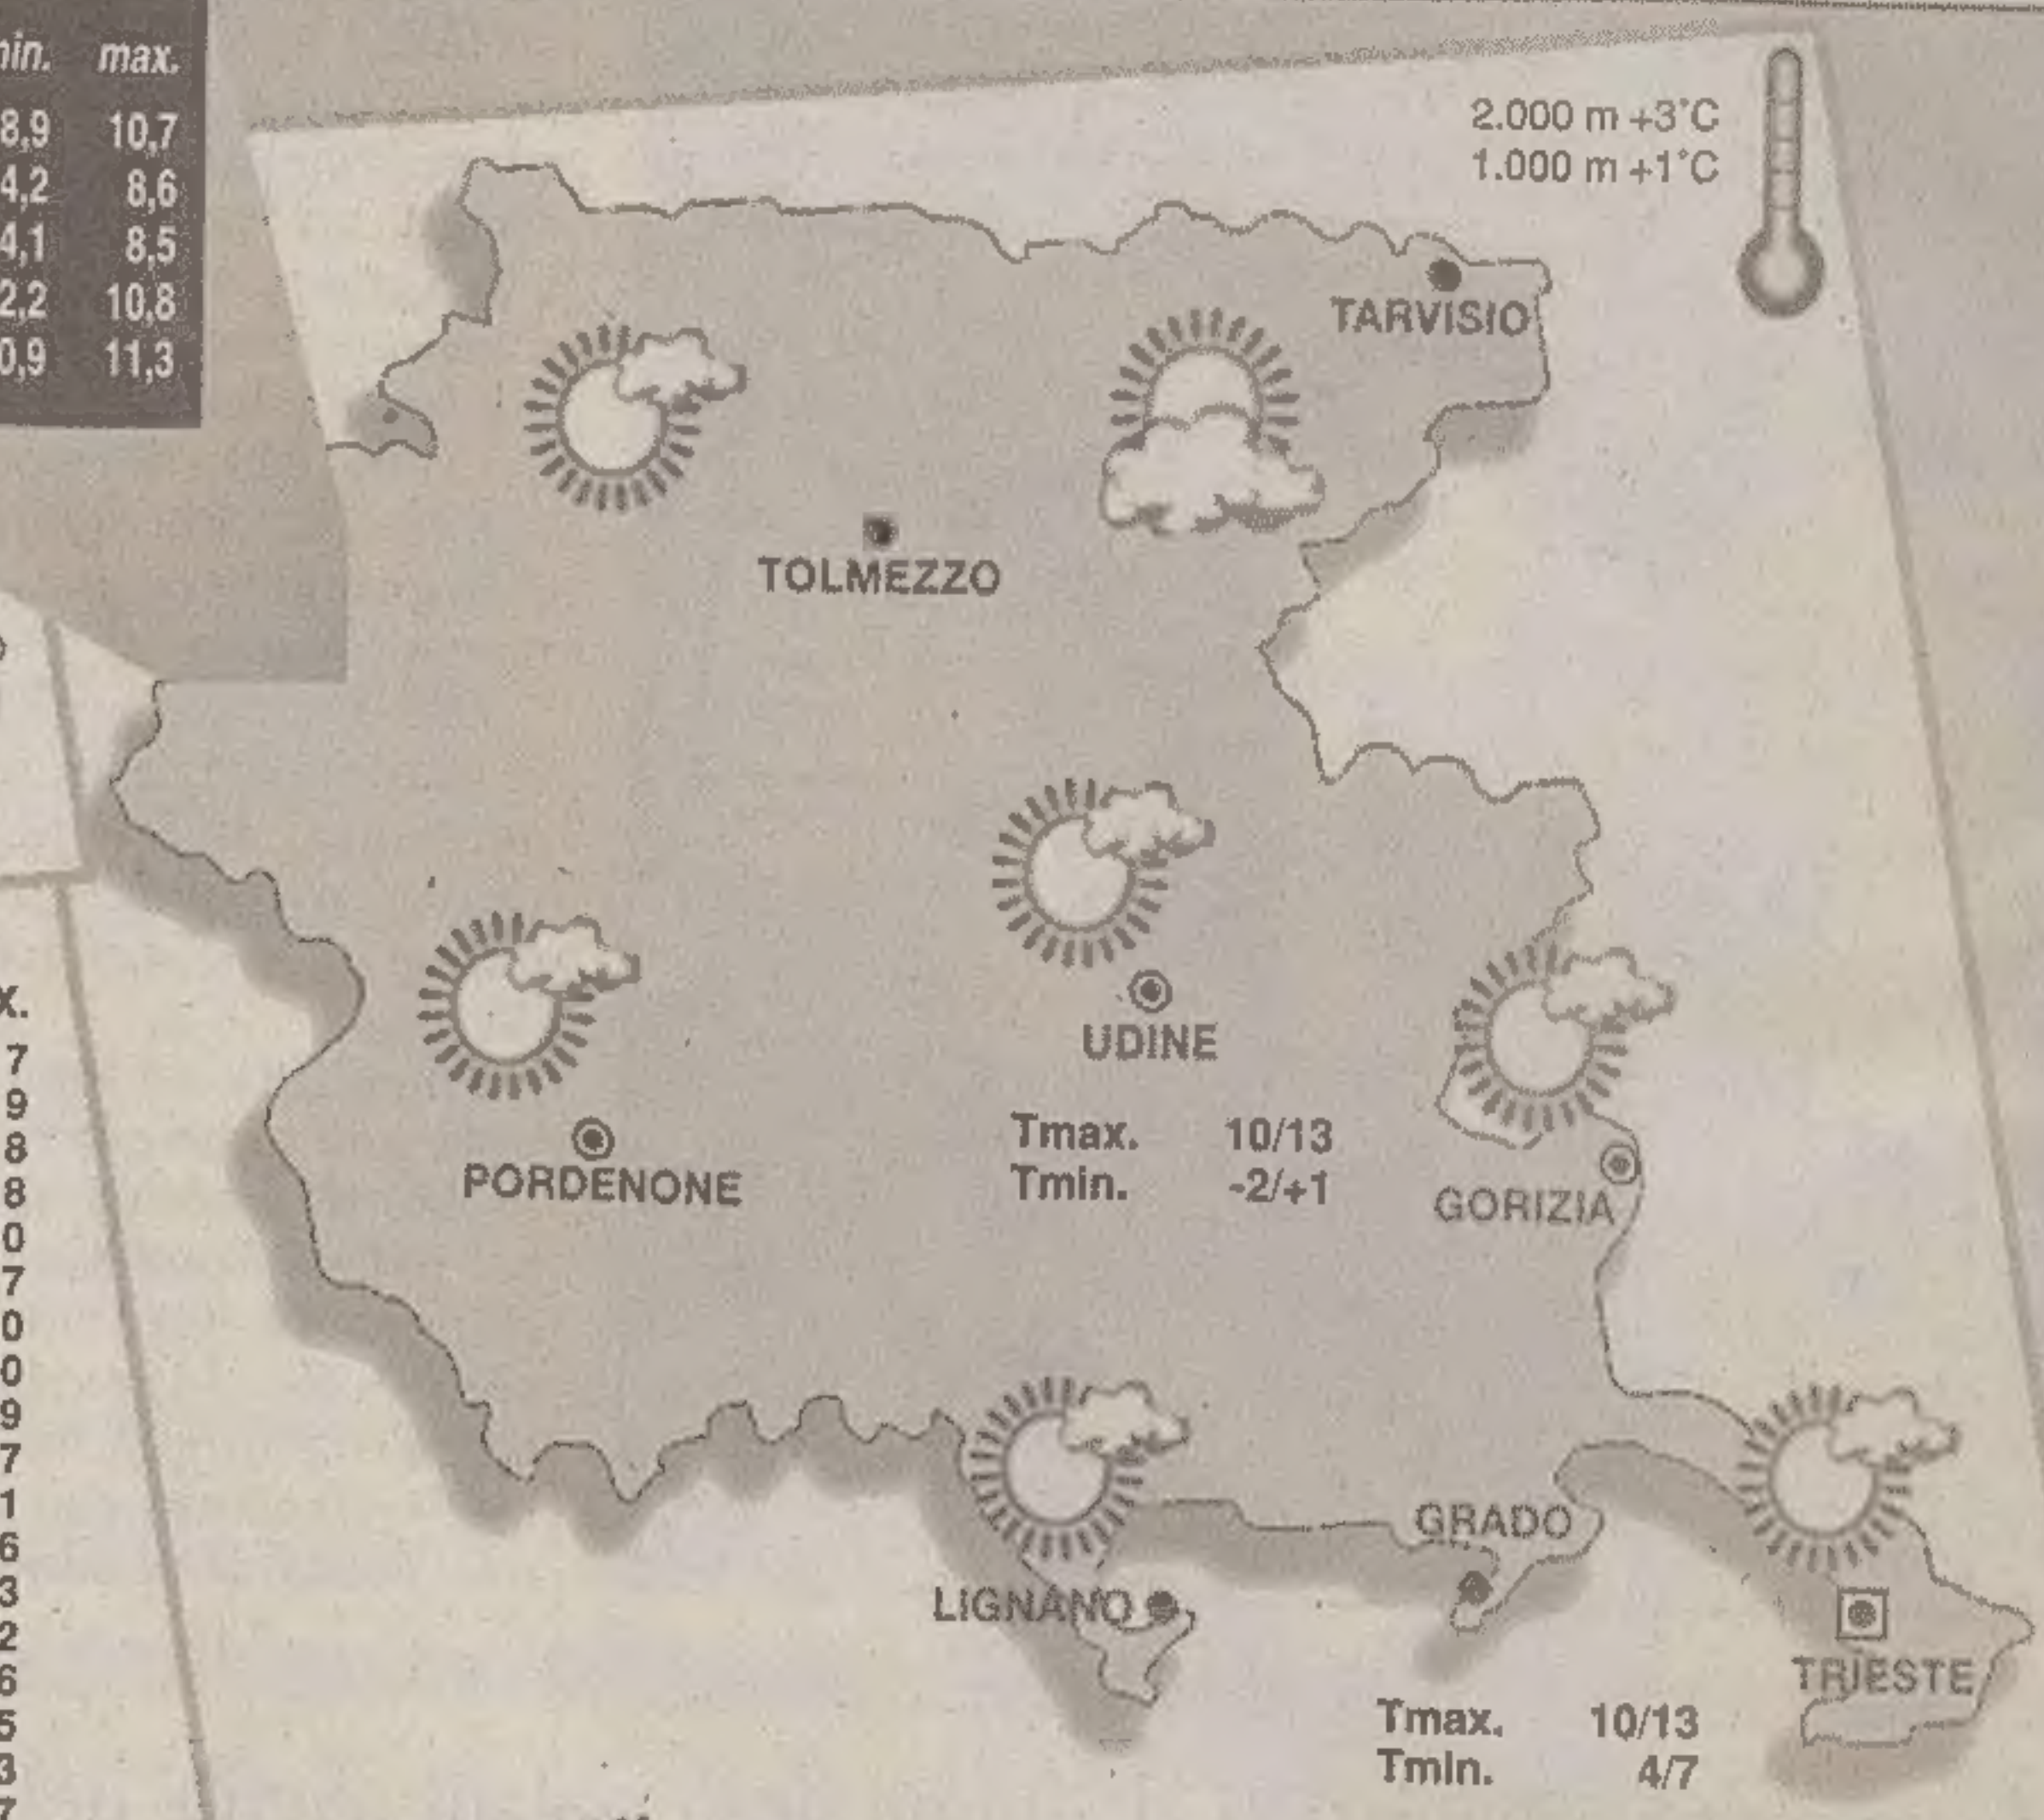 max.
8,9 10,7
4,2 8,6
4,1 8,5
2,2 10,8
0,9 11,3
2.000 m +3°C
1.000 m +1°C
TARVISIO
TOLMEZZO
UDINE
Tmax. 10/13
Tmin. -2/+1
PORDENONE
GORIZIA
GRADO
LIGNANO
TRIESTE
Tmax. 10/13
Tmin. 4/7
x.
7
9
8
8
0
7
0
0
9
7
1
6
3
2
6
5
3
7